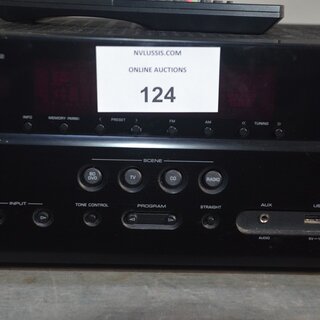 NVLUSSIS.COM
ONLINE AUCTIONS
124
INFO MEMORY PRESET FM AM TUNING
SCENE
BD DVD TV CD RADIO
INPUT TONE CONTROL PROGRAM STRAIGHT AUX
AUDIO